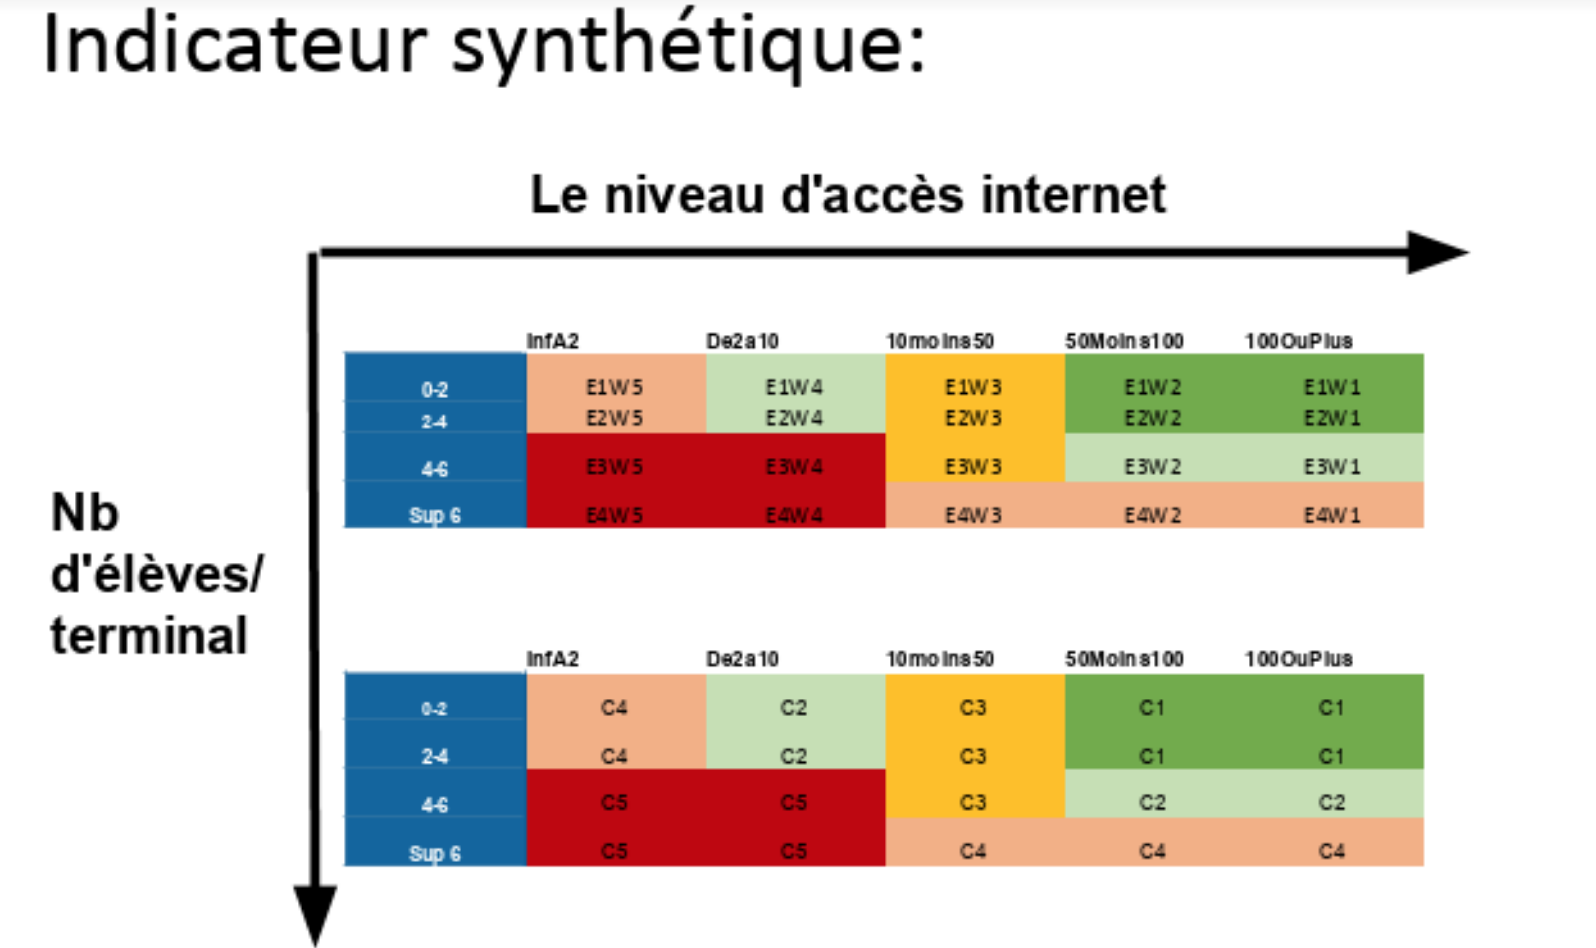 Indicateur synthétique:
Le niveau d'accès internet
Nb
d'élèves/
terminal
InfA2 De2a10 10moins50 50Moins100 100OuPlus
0-2 E1W5 E1W4 E1W3 E1W2 E1W1
2-4 E2W5 E2W4 E2W3 E2W2 E2W1
4-6 E3W5 E3W4 E3W3 E3W2 E3W1
Sup 6 E4W5 E4W4 E4W3 E4W2 E4W1
InfA2 De2a10 10moins50 50Moins100 100OuPlus
0-2 C4 C2 C3 C1 C1
2-4 C4 C2 C3 C1 C1
4-6 C5 C5 C3 C2 C2
Sup 6 C5 C5 C4 C4 C4